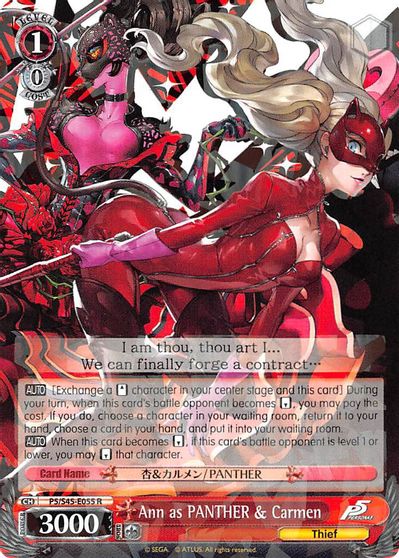 LEVEL
1
0
COST
I am thou, thou art I...
We can finally forge a contract…
AUTO [Exchange a character in your center stage and this card] During
your turn, when this card's battle opponent becomes, you may pay the
cost. If you do, choose a character in your waiting room, return it to your
hand, choose a card in your hand, and put it into your waiting room.
AUTO When this card becomes, if this card's battle opponent is level 1
or lower, you may that character.
Card Name 杏&カルメン/PANTHER
CH P5/S45-E055 R
3000
Ann as PANTHER & Carmen
P5
PERSONA5
Thief
© SEGA. © ATLUS. All rights reserved.